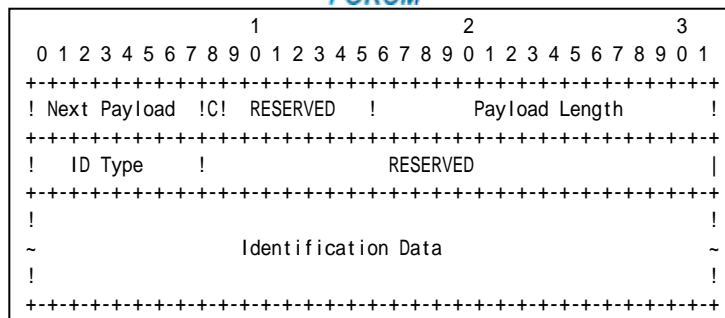 FORUM
1 2 3
0 1 2 3 4 5 6 7 8 9 0 1 2 3 4 5 6 7 8 9 0 1 2 3 4 5 6 7 8 9 0 1
+-+-+-+-+-+-+-+-+-+-+-+-+-+-+-+-+-+-+-+-+-+-+-+-+-+-+-+-+-+-+-+-+
! Next Payload !C! RESERVED ! Payload Length !
+-+-+-+-+-+-+-+-+-+-+-+-+-+-+-+-+-+-+-+-+-+-+-+-+-+-+-+-+-+-+-+-+
! ID Type ! RESERVED |
+-+-+-+-+-+-+-+-+-+-+-+-+-+-+-+-+-+-+-+-+-+-+-+-+-+-+-+-+-+-+-+-+
! !
~ Identification Data ~
! !
+-+-+-+-+-+-+-+-+-+-+-+-+-+-+-+-+-+-+-+-+-+-+-+-+-+-+-+-+-+-+-+-+